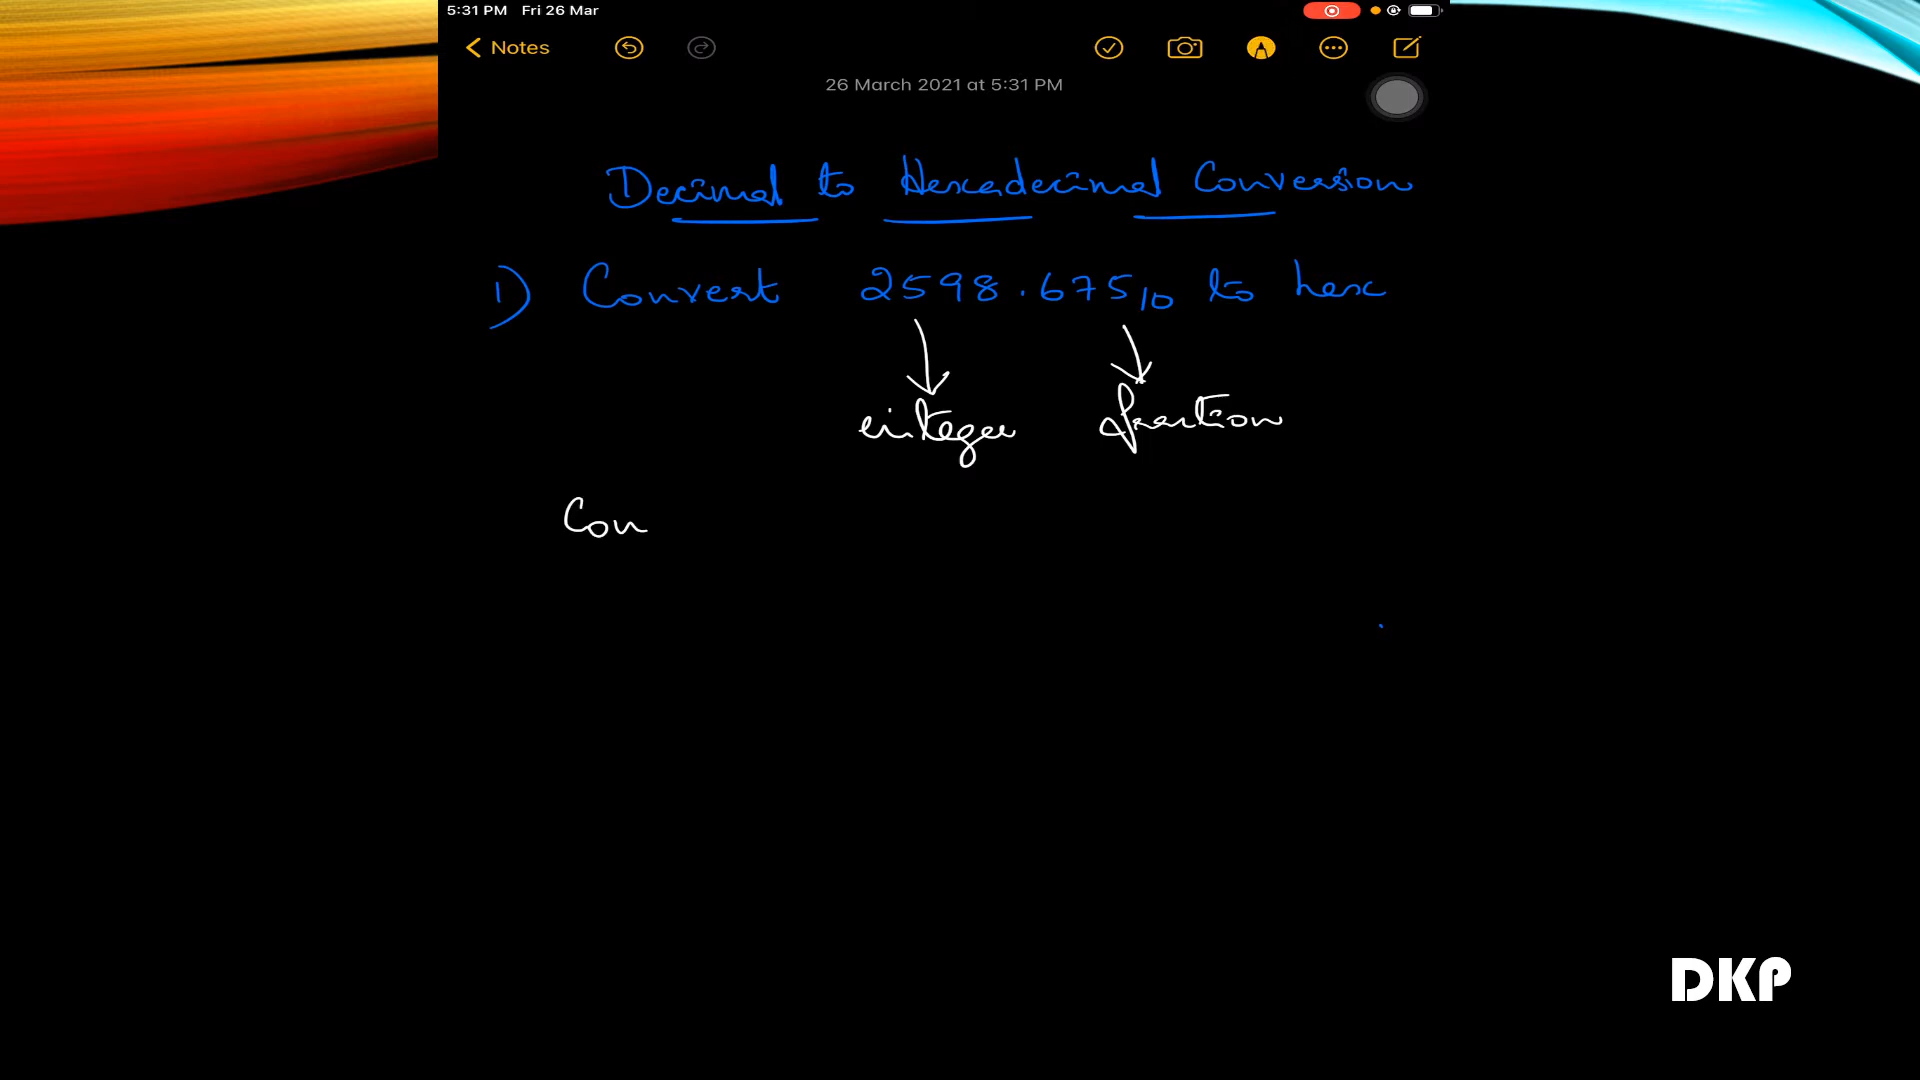 5:31 PM Fri 26 Mar
Notes
26 March 2021 at 5:31 PM
Decimal to Hexadecimal Conversion
1) Convert 2598.675₁₀ to hex
integer fraction
Con
DKP